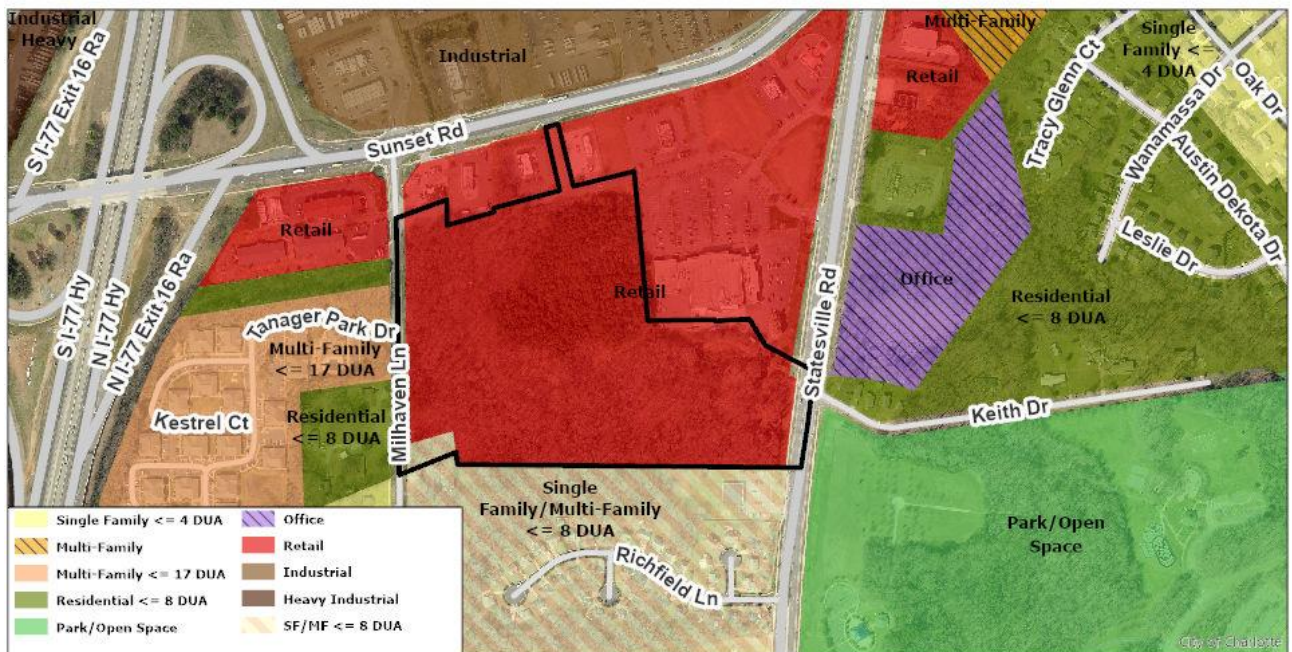 Industrial
Heavy
S I-77 Exit 16 Ra
Industrial
Sunset Rd
Multi-Family
Retail
Single
Family <=
4 DUA
Oak Dr
Tracy Glenn Ct
Wanamassa Dr
Austin Dekota Dr
Leslie Dr
Retail
S I-77 Hy
N I-77 Hy
N I-77 Exit 16 Ra
Retail
Office
Statesville Rd
Residential
<= 8 DUA
Tanager Park Dr
Multi-Family
<= 17 DUA
Milhaven Ln
Kestrel Ct
Residential
<= 8 DUA
Keith Dr
Single
Family/Multi-Family
<= 8 DUA
Richfield Ln
Park/Open
Space
Single Family <= 4 DUA
Multi-Family
Multi-Family <= 17 DUA
Residential <= 8 DUA
Park/Open Space
Office
Retail
Industrial
Heavy Industrial
SF/MF <= 8 DUA
City of Charlotte